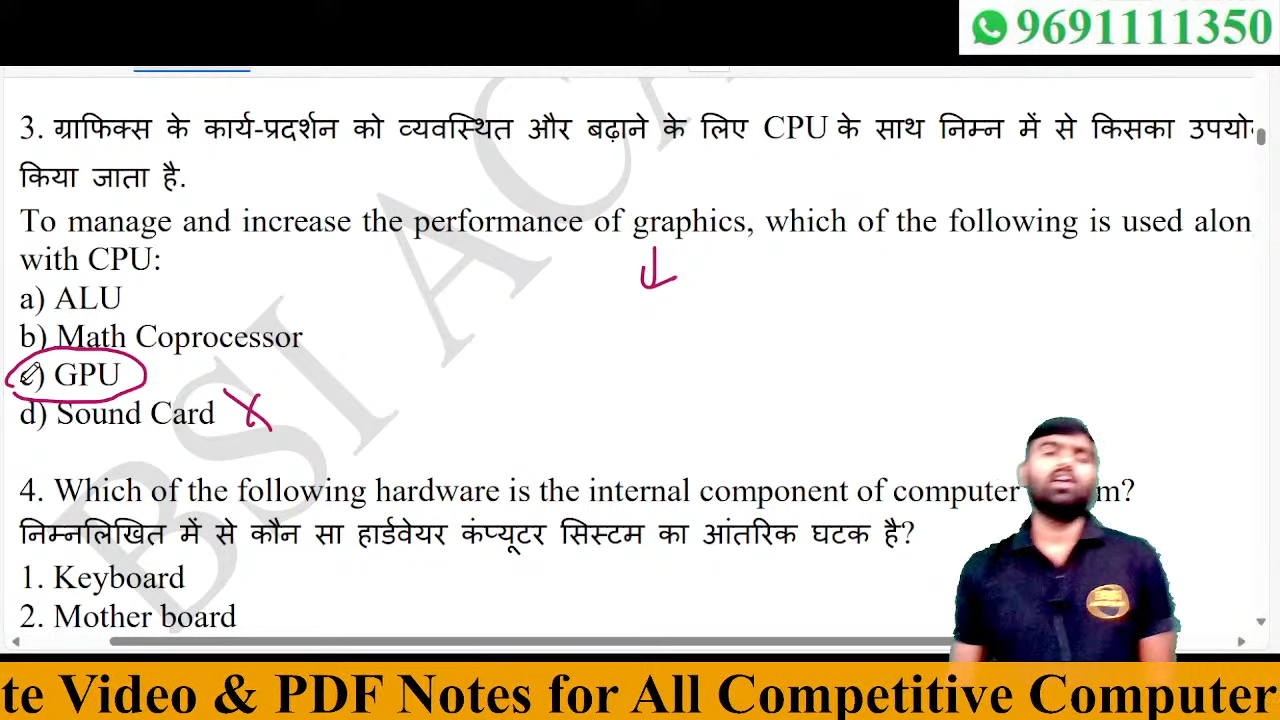 9691111350
3. ग्राफिक्स के कार्य-प्रदर्शन को व्यवस्थित और बढ़ाने के लिए CPU के साथ निम्न में से किसका
किया जाता है.
To manage and increase the performance of graphics, which of the following is used alon
with CPU:
a) ALU
b) Math Coprocessor
) GPU
d) Sound Card
4. Which of the following hardware is the internal component of computer m?
निम्नलिखित में से कौन सा हार्डवेयर कंप्यूटर सिस्टम का आंतरिक घटक है?
1. Keyboard
2. Mother board
BSI ACA
te Video & PDF Notes for All Competitive Computer